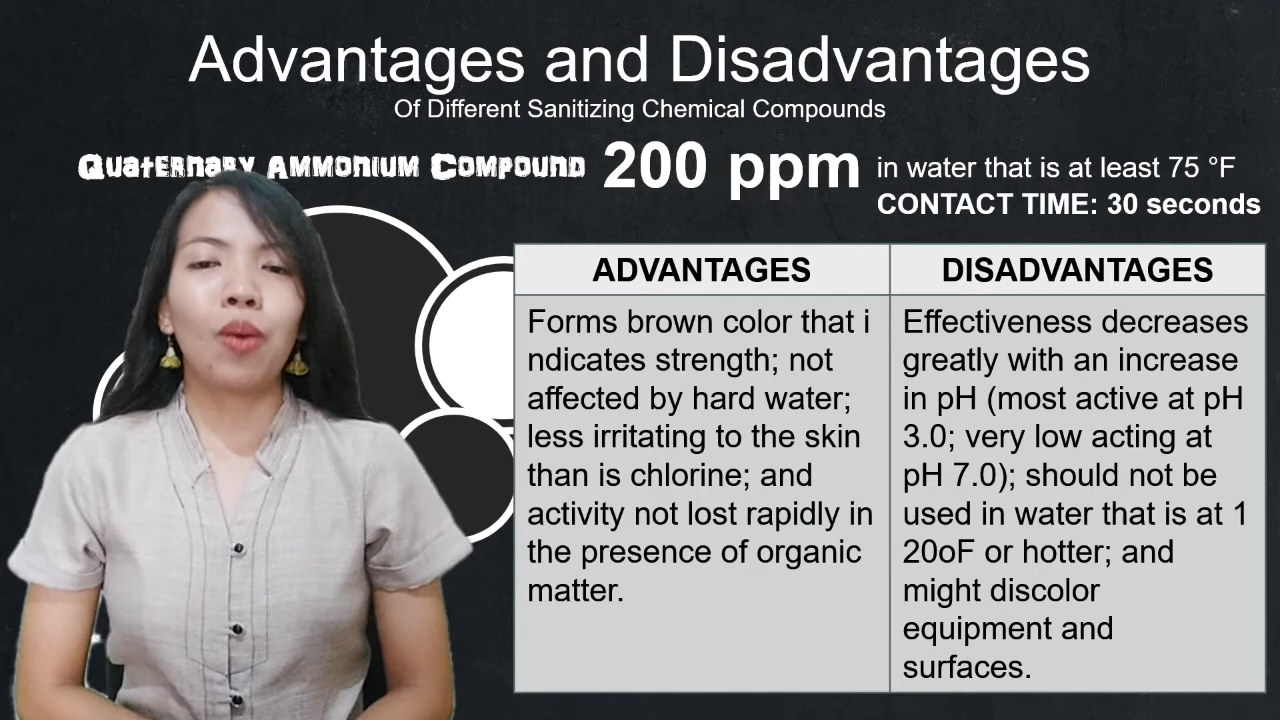 Advantages and Disadvantages
Of Different Sanitizing Chemical Compounds
Quaternary Ammonium Compound 200 ppm in water that is at least 75 °F
CONTACT TIME: 30 seconds
ADVANTAGES
Forms brown color that i
ndicates strength; not
affected by hard water;
less irritating to the skin
than is chlorine; and
activity not lost rapidly in
the presence of organic
matter.
DISADVANTAGES
Effectiveness decreases
greatly with an increase
in pH (most active at pH
3.0; very low acting at
pH 7.0); should not be
used in water that is at 1
20oF or hotter; and
might discolor
equipment and
surfaces.